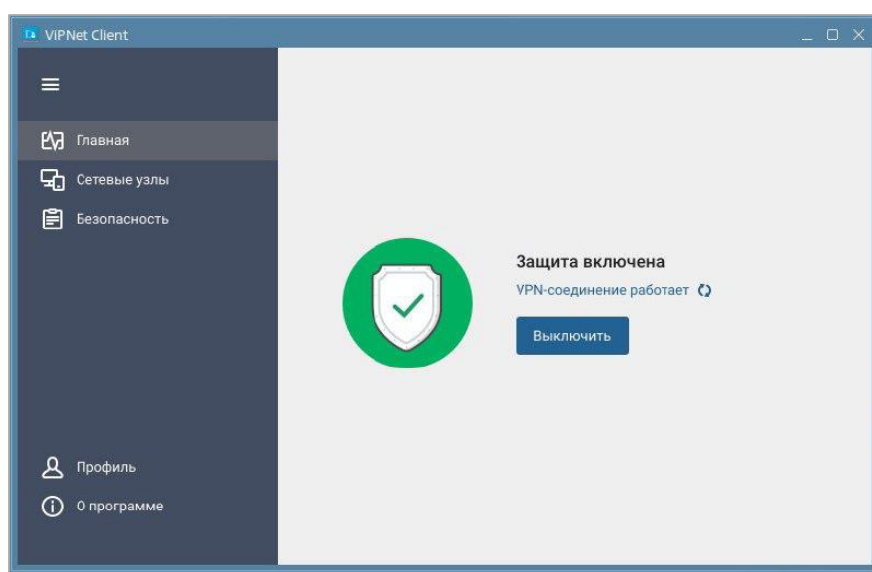 ViPNet Client
Главная
Сетевые узлы
Безопасность
Защита включена
VPN-соединение работает
Выключить
Профиль
О программе